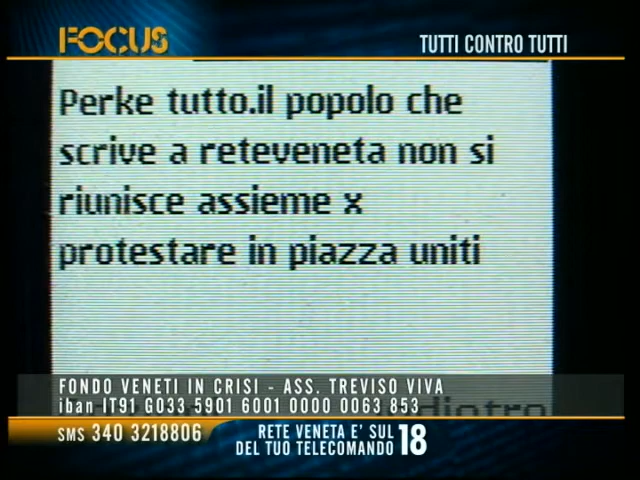 FOCUS
TUTTI CONTRO TUTTI
Perke tutto.il popolo che
scrive a reteveneta non si
riunisce assieme x
protestare in piazza uniti
FONDO VENETI IN CRISI - ASS. TREVISO VIVA
iban IT91 G033 5901 6001 0000 0063 853
SMS 340 3218806
RETE VENETA E' SUL
DEL TUO TELECOMANDO 18